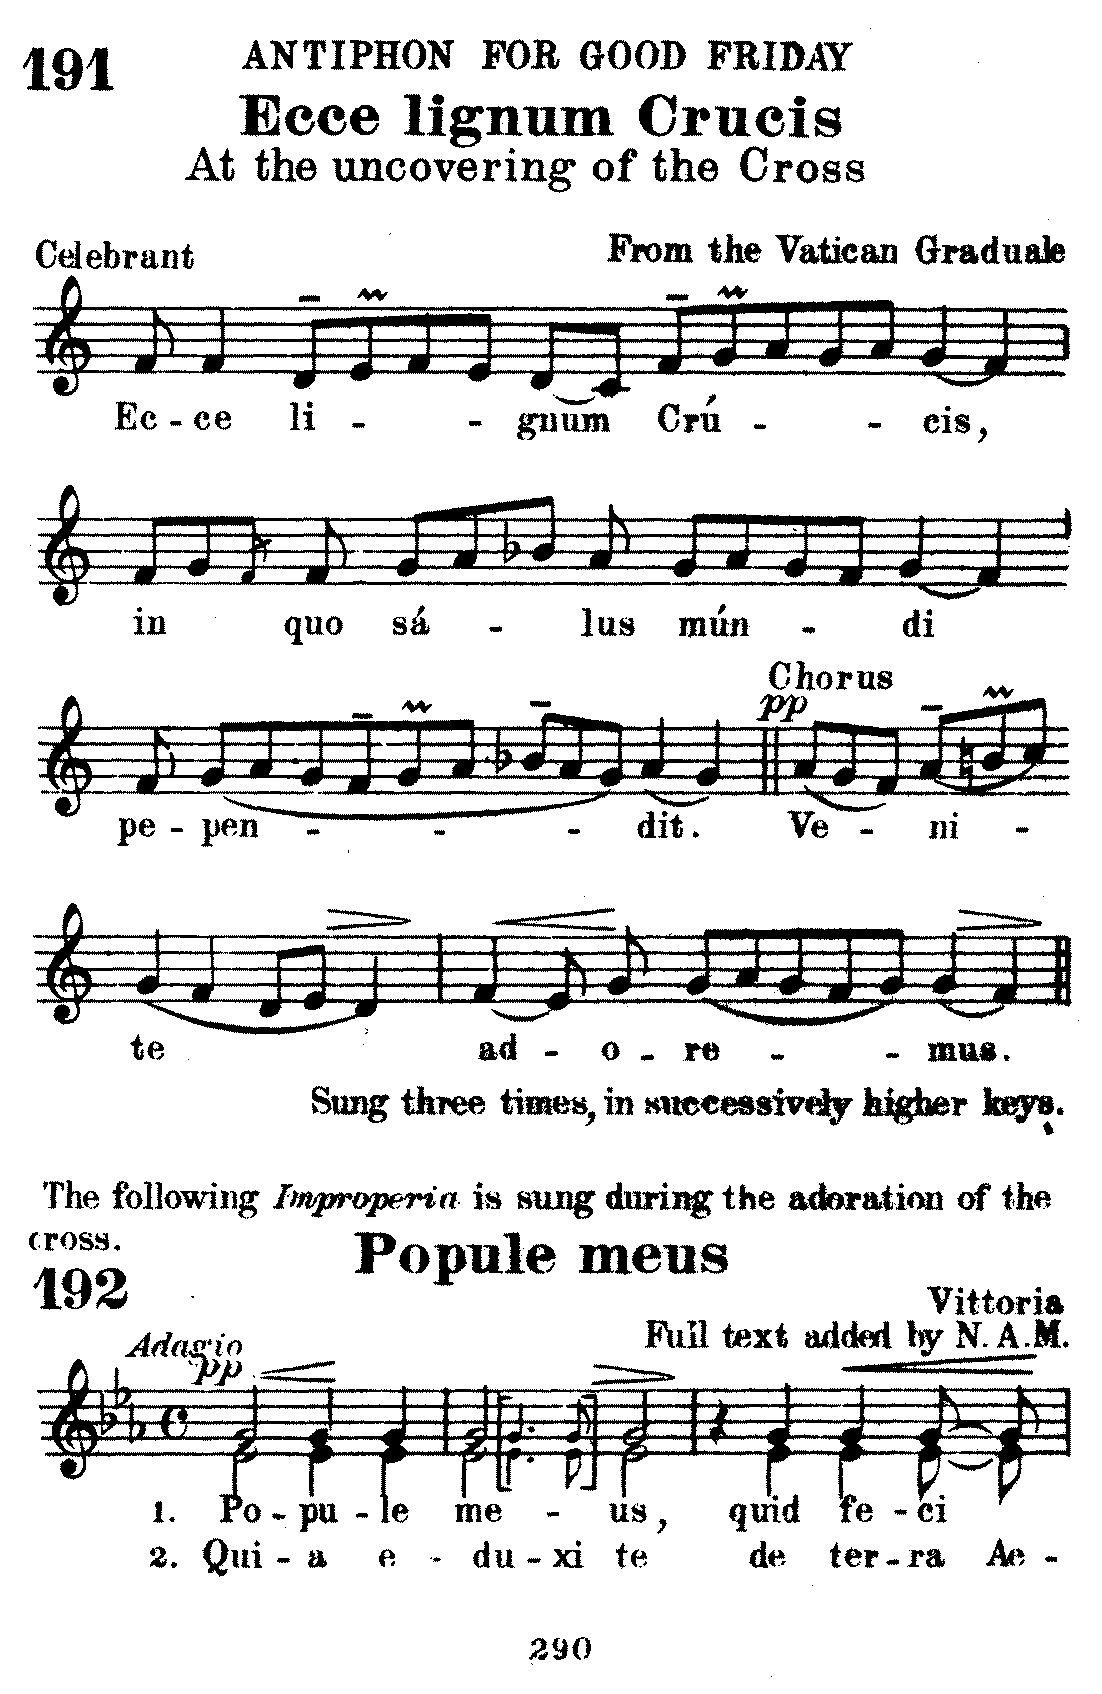 191
ANTIPHON FOR GOOD FRIDAY
Ecce lignum Crucis
At the uncovering of the Cross
Celebrant
From the Vatican Graduale
Ec - ce li - - gnum Crú - - cis,
in quo sá - lus mún - di
Chorus
pp
pe - pen - - - dit. Ve - ni -
te ad - o - re - - mus.
Sung three times, in successively higher keys.
The following Improperia is sung during the adoration of the
cross.
Popule meus
192
Vittoria
Full text added by N. A. M.
Adagio
pp
1. Po - pu - le me - us, quid fe - ci
2. Qui - a e - du - xi te de ter - ra Ae -
290